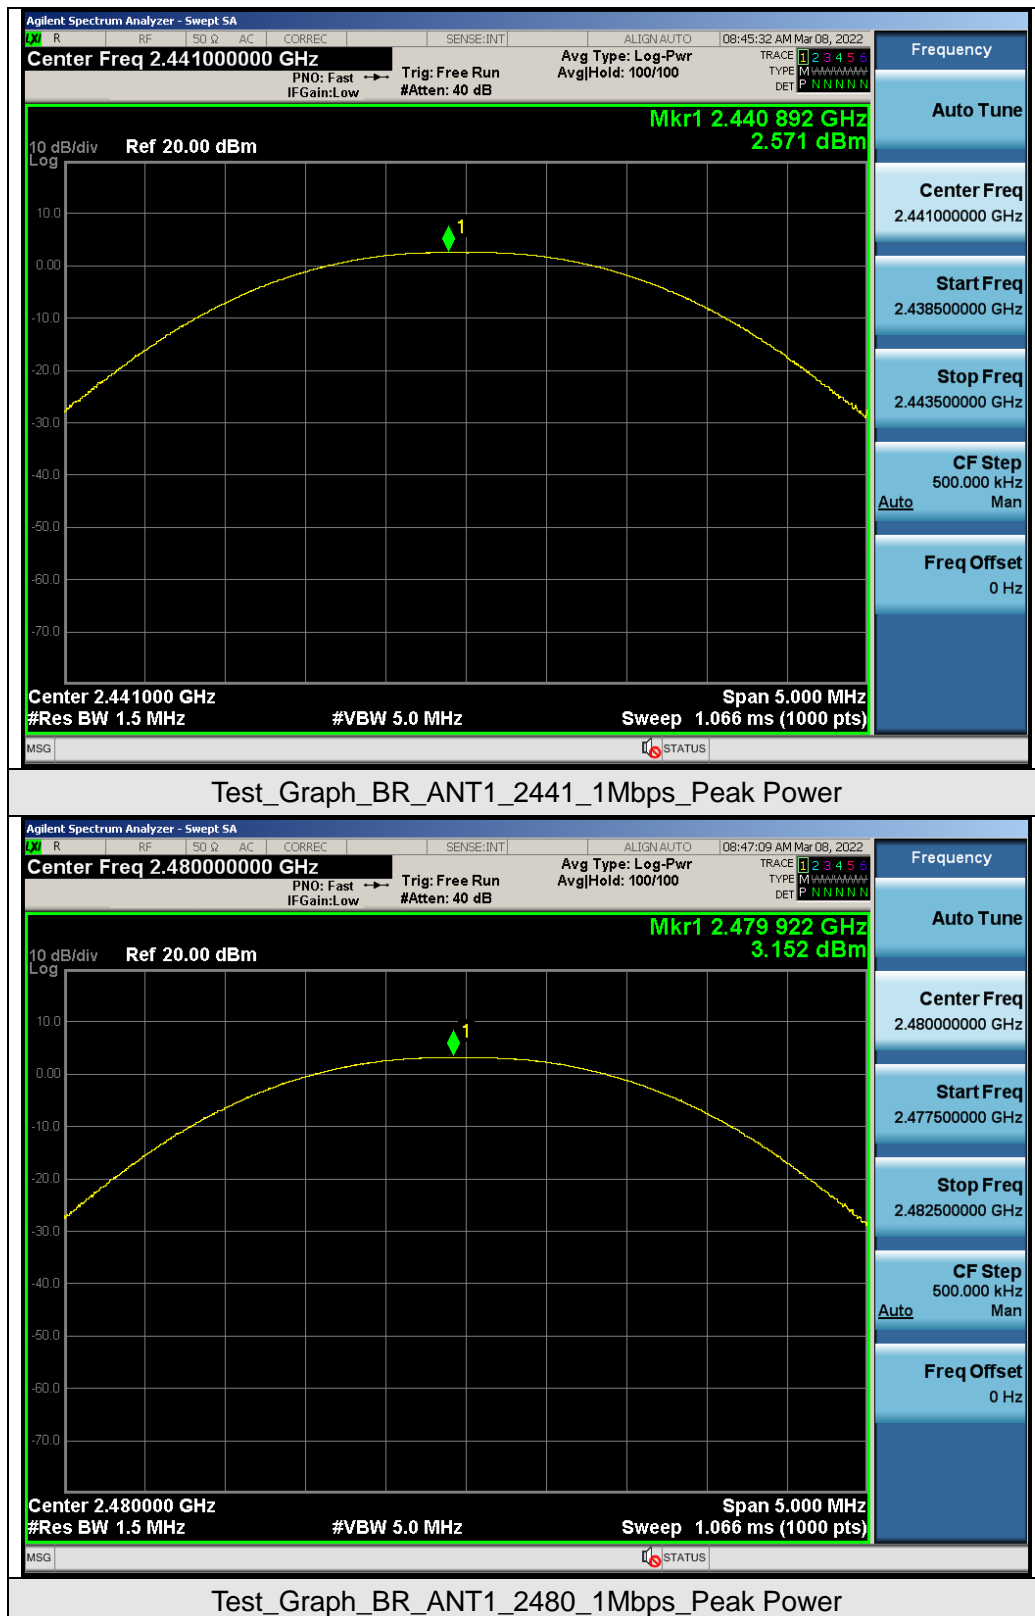 Agilent Spectrum Analyzer - Swept SA
LXI R RF 50 Ω AC CORREC SENSE:INT ALIGN AUTO 08:45:32 AM Mar 08, 2022
Center Freq 2.441000000 GHz
PNO: Fast
IFGain:Low
Trig: Free Run
#Atten: 40 dB
Avg Type: Log-Pwr
Avg|Hold: 100/100
TRACE 1 2 3 4 5 6
TYPE M WWWWW
DET P N N N N N
Mkr1 2.440 892 GHz
2.571 dBm
10 dB/div Ref 20.00 dBm
Log
1
10.0
0.00
-10.0
-20.0
-30.0
-40.0
-50.0
-60.0
-70.0
Center 2.441000 GHz Span 5.000 MHz
#Res BW 1.5 MHz #VBW 5.0 MHz Sweep 1.066 ms (1000 pts)
MSG STATUS
Frequency
Auto Tune
Center Freq
2.441000000 GHz
Start Freq
2.438500000 GHz
Stop Freq
2.443500000 GHz
CF Step
500.000 kHz
Auto Man
Freq Offset
0 Hz
Test_Graph_BR_ANT1_2441_1Mbps_Peak Power
Agilent Spectrum Analyzer - Swept SA
LXI R RF 50 Ω AC CORREC SENSE:INT ALIGN AUTO 08:47:09 AM Mar 08, 2022
Center Freq 2.480000000 GHz
PNO: Fast
IFGain:Low
Trig: Free Run
#Atten: 40 dB
Avg Type: Log-Pwr
Avg|Hold: 100/100
TRACE 1 2 3 4 5 6
TYPE M WWWWW
DET P N N N N N
Mkr1 2.479 922 GHz
3.152 dBm
10 dB/div Ref 20.00 dBm
Log
1
10.0
0.00
-10.0
-20.0
-30.0
-40.0
-50.0
-60.0
-70.0
Center 2.480000 GHz Span 5.000 MHz
#Res BW 1.5 MHz #VBW 5.0 MHz Sweep 1.066 ms (1000 pts)
MSG STATUS
Frequency
Auto Tune
Center Freq
2.480000000 GHz
Start Freq
2.477500000 GHz
Stop Freq
2.482500000 GHz
CF Step
500.000 kHz
Auto Man
Freq Offset
0 Hz
Test_Graph_BR_ANT1_2480_1Mbps_Peak Power